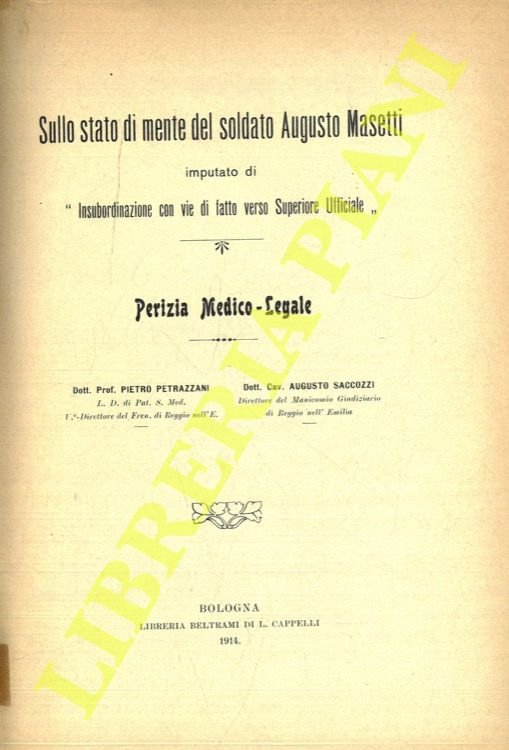 Sullo stato di mente del soldato Augusto Masetti
imputato di
“ Insubordinazione con vie di fatto verso Superiore Ufficiale „
Perizia Medico-Legale
Dott. Prof. PIETRO PETRAZZANI
L. D. di Pat. S. Med.
V.e-Direttore del Fren. di Reggio nell'E.
Dott. Cav. AUGUSTO SACCOZZI
Direttore del Manicomio Giudiziario
di Reggio nell' Emilia
BOLOGNA
LIBRERIA BELTRAMI DI L. CAPPELLI
1914.
LIBRERIA PIANI